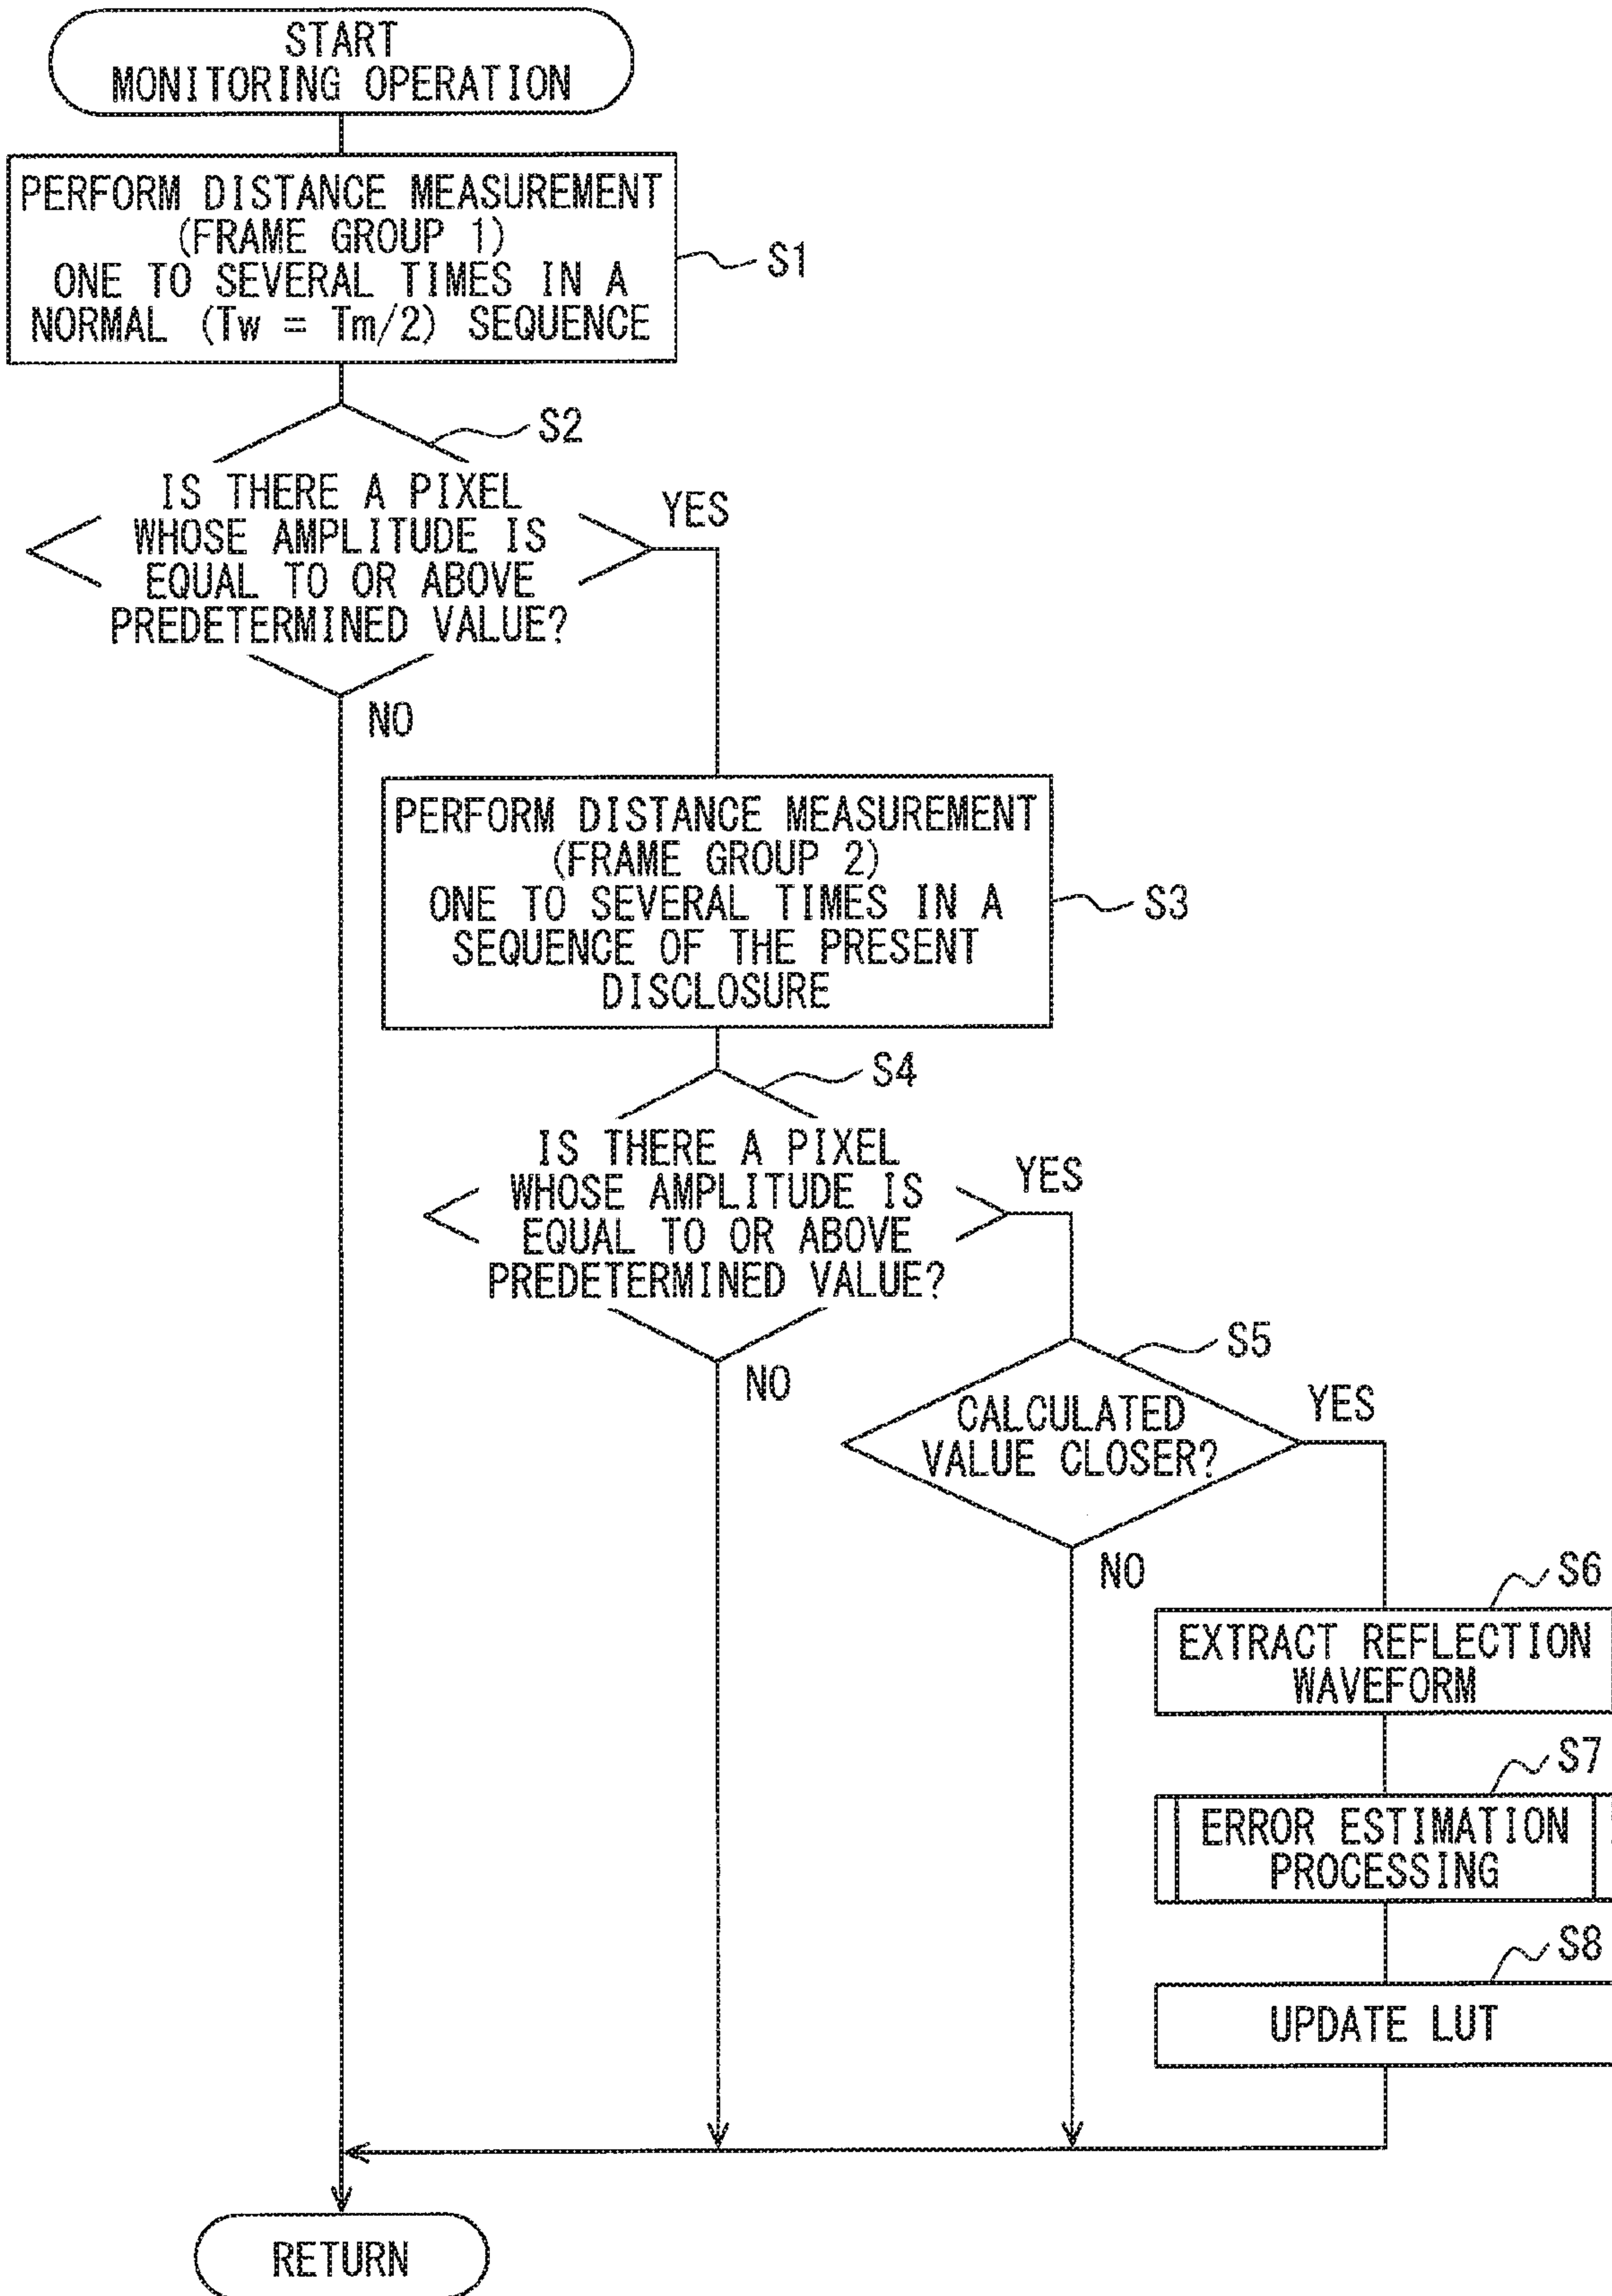 START
MONITORING OPERATION
PERFORM DISTANCE MEASUREMENT
(FRAME GROUP 1)
ONE TO SEVERAL TIMES IN A
NORMAL (Tw = Tm/2) SEQUENCE
S1
S2
IS THERE A PIXEL
WHOSE AMPLITUDE IS
EQUAL TO OR ABOVE
PREDETERMINED VALUE?
YES
NO
PERFORM DISTANCE MEASUREMENT
(FRAME GROUP 2)
ONE TO SEVERAL TIMES IN A
SEQUENCE OF THE PRESENT
DISCLOSURE
S3
S4
IS THERE A PIXEL
WHOSE AMPLITUDE IS
EQUAL TO OR ABOVE
PREDETERMINED VALUE?
YES
NO
S5
CALCULATED
VALUE CLOSER?
YES
NO
S6
EXTRACT REFLECTION
WAVEFORM
S7
ERROR ESTIMATION
PROCESSING
S8
UPDATE LUT
RETURN